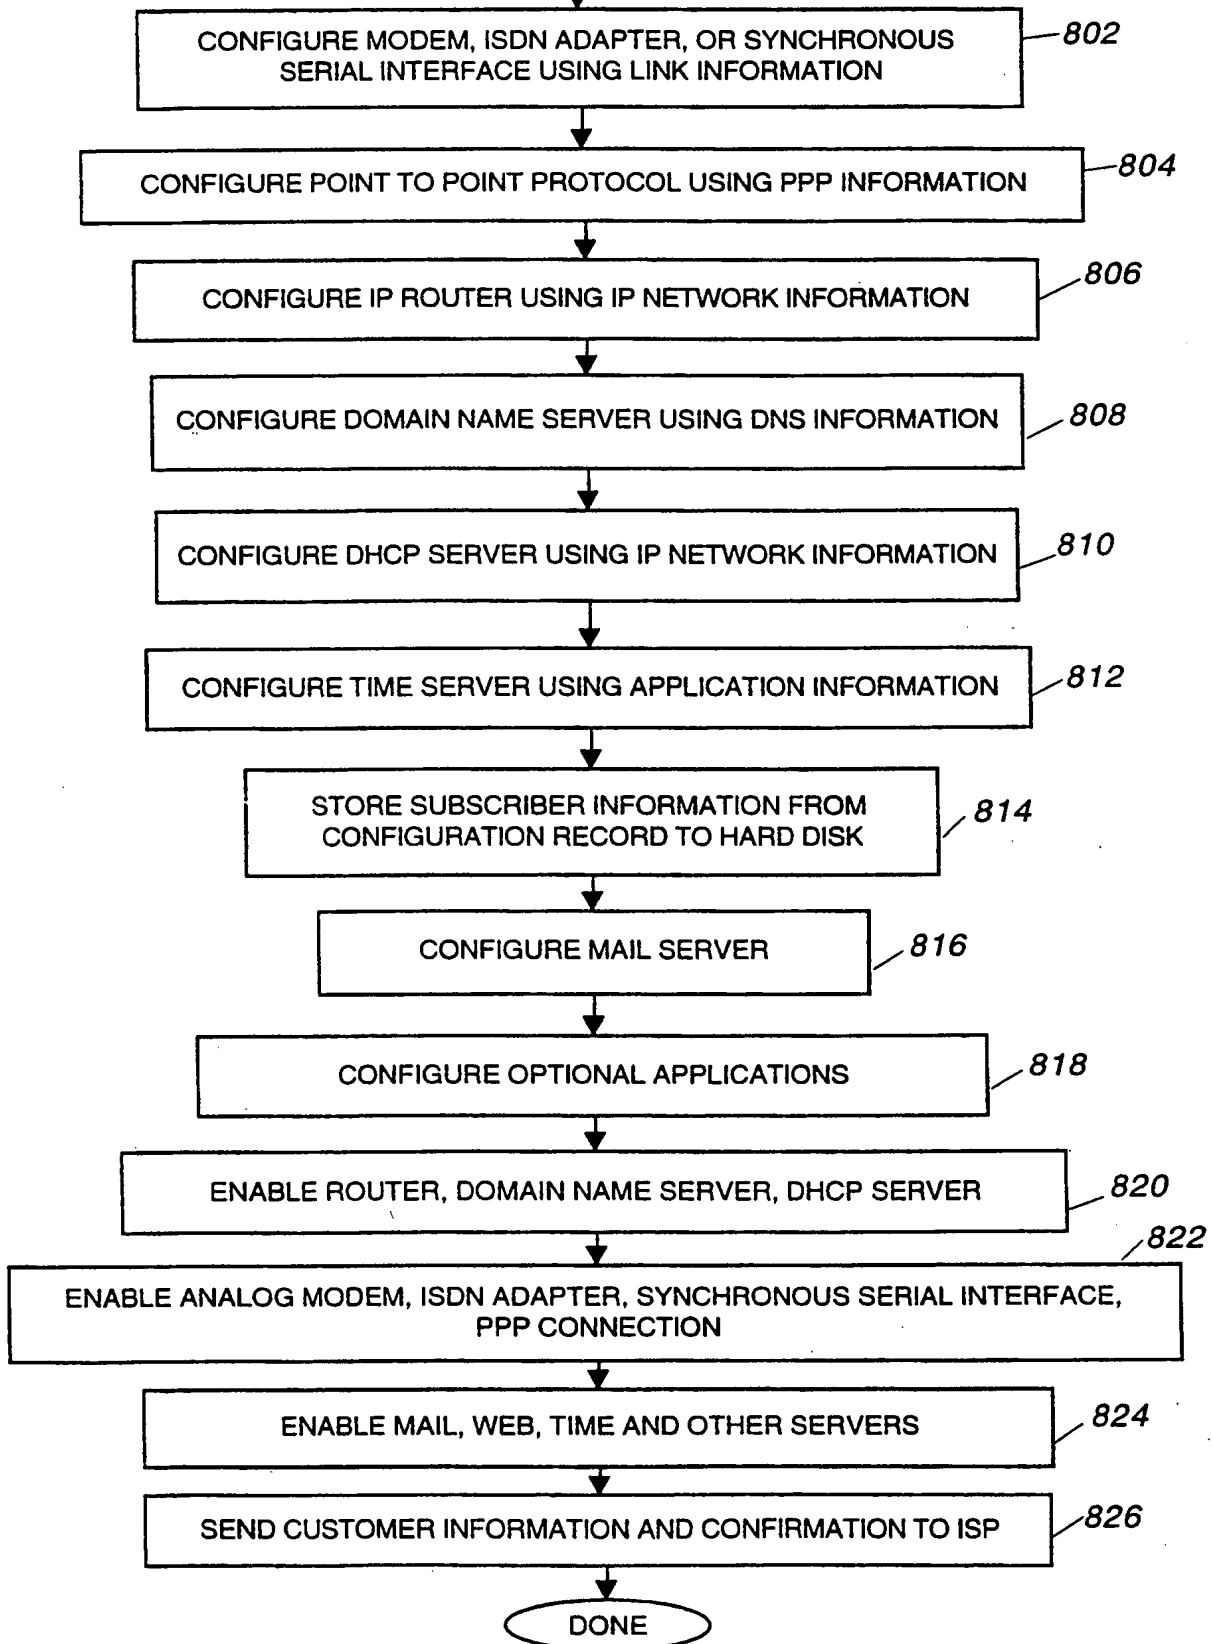 CONFIGURE MODEM, ISDN ADAPTER, OR SYNCHRONOUS
SERIAL INTERFACE USING LINK INFORMATION
802
CONFIGURE POINT TO POINT PROTOCOL USING PPP INFORMATION
804
CONFIGURE IP ROUTER USING IP NETWORK INFORMATION
806
CONFIGURE DOMAIN NAME SERVER USING DNS INFORMATION
808
CONFIGURE DHCP SERVER USING IP NETWORK INFORMATION
810
CONFIGURE TIME SERVER USING APPLICATION INFORMATION
812
STORE SUBSCRIBER INFORMATION FROM
CONFIGURATION RECORD TO HARD DISK
814
CONFIGURE MAIL SERVER
816
CONFIGURE OPTIONAL APPLICATIONS
818
ENABLE ROUTER, DOMAIN NAME SERVER, DHCP SERVER
820
822
ENABLE ANALOG MODEM, ISDN ADAPTER, SYNCHRONOUS SERIAL INTERFACE,
PPP CONNECTION
ENABLE MAIL, WEB, TIME AND OTHER SERVERS
824
SEND CUSTOMER INFORMATION AND CONFIRMATION TO ISP
826
DONE